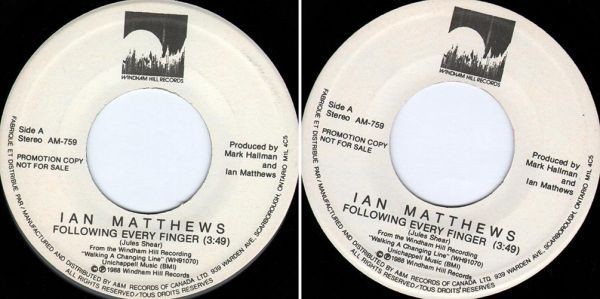 WINDHAM HILL RECORDS
Side A
Stereo AM-759
PROMOTION COPY
NOT FOR SALE
Produced by
Mark Hallman
and
Ian Matthews
IAN MATTHEWS
FOLLOWING EVERY FINGER (3:49)
(Jules Shear)
From the Windham Hill Recording
"Walking A Changing Line" (WH91070)
Unichappell Music (BMI)
©℗1988 Windham Hill Records
FABRIQUE ET DISTRIBUE PAR / MANUFACTURED AND DISTRIBUTED BY A&M RECORDS OF CANADA LTD. 939 WARDEN AVE, SCARBOROUGH, ONTARIO M1L 4C5
ALL RIGHTS RESERVED / TOUS DROITS RESERVES
WINDHAM HILL RECORDS
Side A
Stereo AM-759
PROMOTION COPY
NOT FOR SALE
Produced by
Mark Hallman
and
Ian Matthews
IAN MATTHEWS
FOLLOWING EVERY FINGER (3:49)
(Jules Shear)
From the Windham Hill Recording
"Walking A Changing Line" (WH91070)
Unichappell Music (BMI)
©℗1988 Windham Hill Records
FABRIQUE ET DISTRIBUE PAR / MANUFACTURED AND DISTRIBUTED BY A&M RECORDS OF CANADA LTD. 939 WARDEN AVE, SCARBOROUGH, ONTARIO M1L 4C5
ALL RIGHTS RESERVED / TOUS DROITS RESERVES